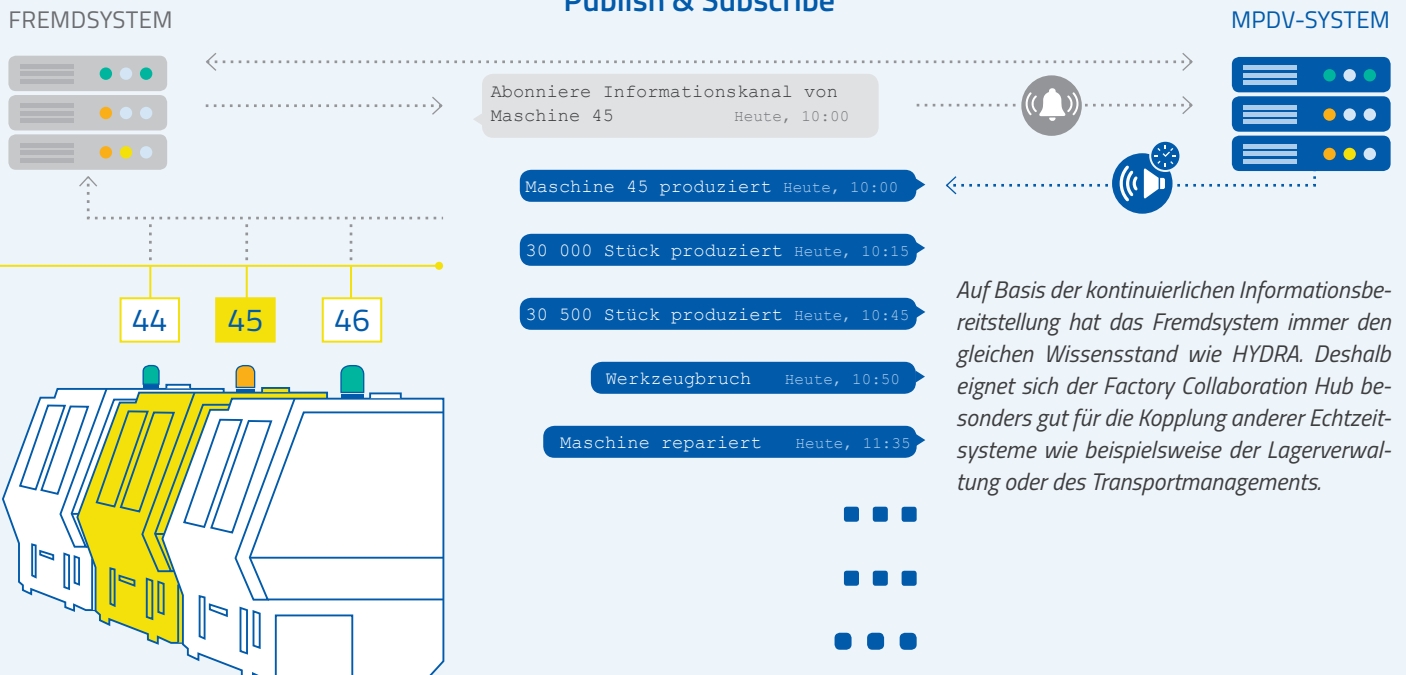 Publish & Subscribe
FREMDSYSTEM
MPDV-SYSTEM
Abonniere Informationskanal von
Maschine 45 Heute, 10:00
Maschine 45 produziert Heute, 10:00
30 000 Stück produziert Heute, 10:15
30 500 Stück produziert Heute, 10:45
Werkzeugbruch Heute, 10:50
Maschine repariert Heute, 11:35
44 45 46
Auf Basis der kontinuierlichen Informationsbe-
reitstellung hat das Fremdsystem immer den
gleichen Wissensstand wie HYDRA. Deshalb
eignet sich der Factory Collaboration Hub be-
sonders gut für die Kopplung anderer Echtzeit-
systeme wie beispielsweise der Lagerverwal-
tung oder des Transportmanagements.